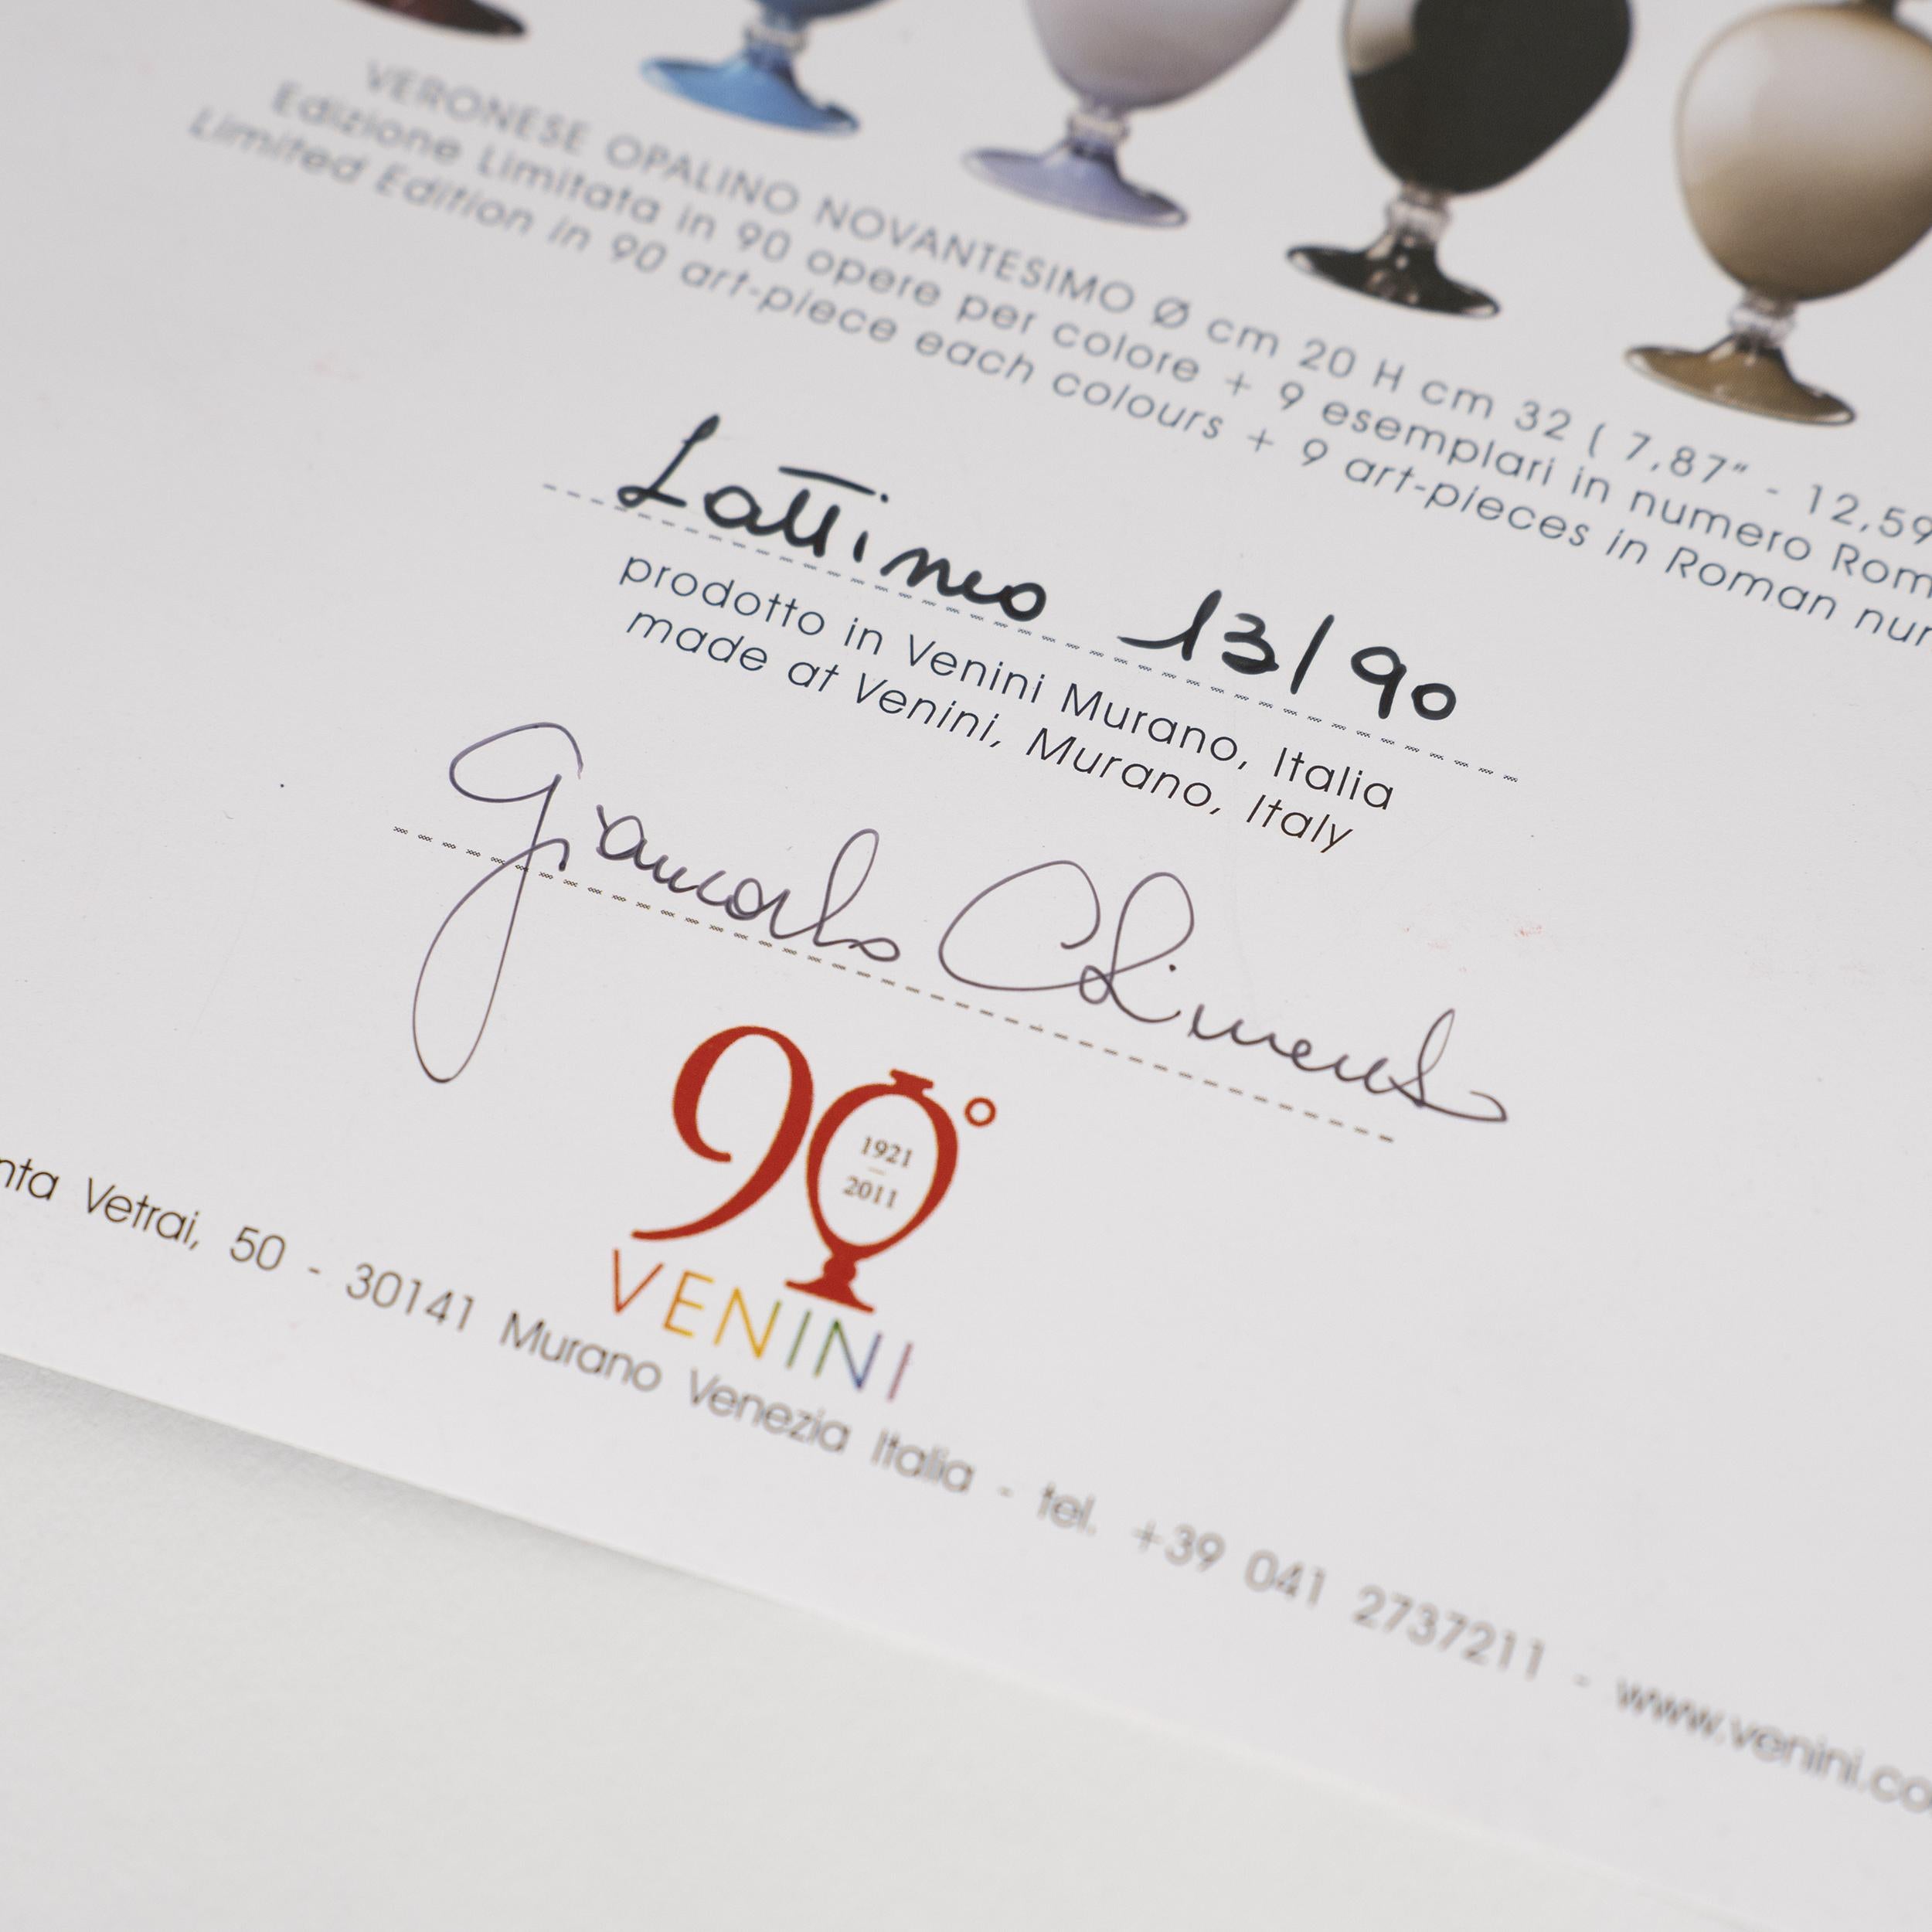 VERONESE OPALINO NOVANTESIMO Ø cm 20 H cm 32 ( 7,87" - 12,59
Edizione Limitata in 90 opere per colore + 9 esemplari in numero Rom
Limited Edition in 90 art-piece each colours + 9 art-pieces in Roman nur
Lattimo 13/90
prodotto in Venini Murano, Italia
made at Venini, Murano, Italy
Giancarlo Chimento
90°
1921
2011
VENINI
nta Vetrai, 50 - 30141 Murano Venezia Italia - tel. +39 041 2737211 - www.venini.co